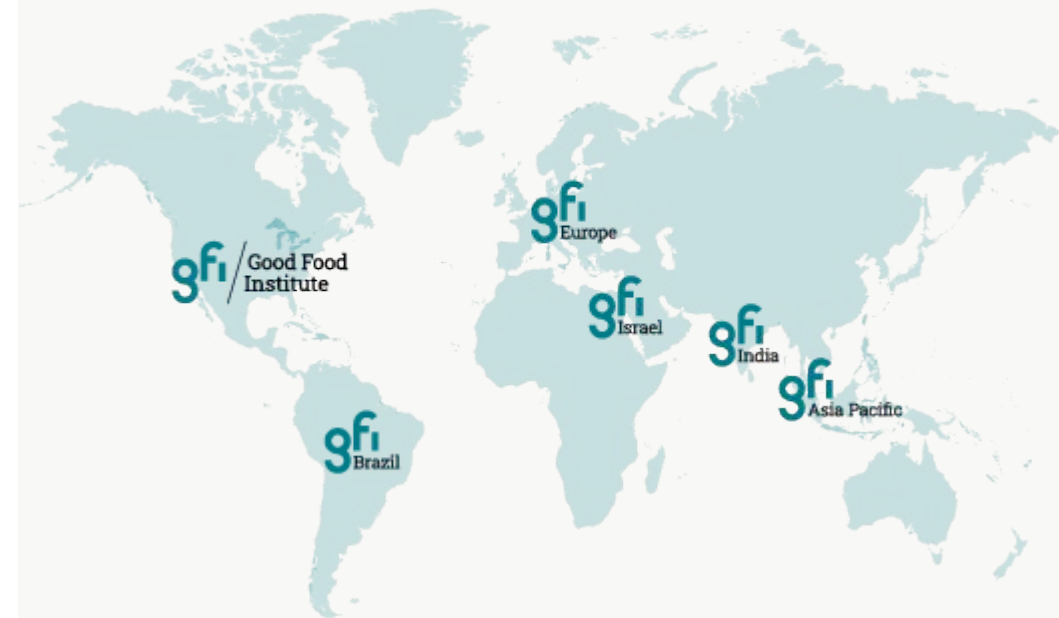 gfi
Europe
gfi / Good Food
Institute
gfi
Israel
gfi
India
gfi
Asia Pacific
gfi
Brazil